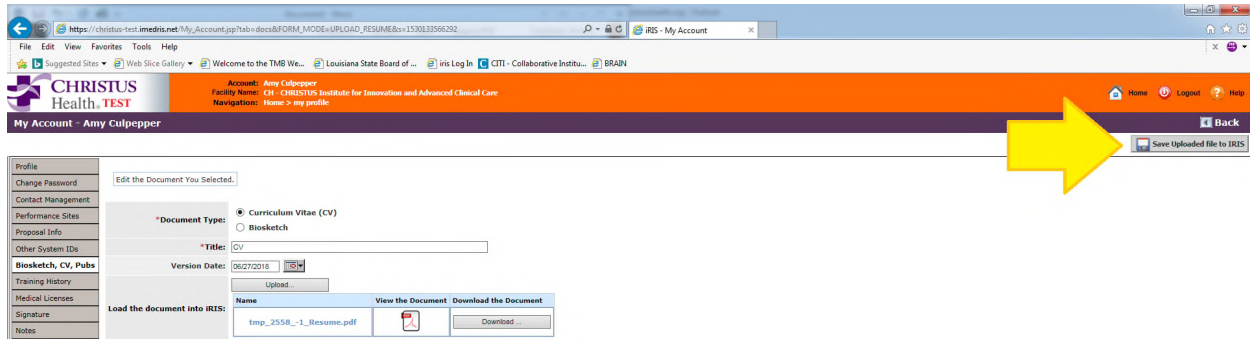 https://christus-test.imedris.net/My_Account.jsp?tab=docs&FORM_MODE=UPLOAD_RESUME&s=1530133566292
iRIS - My Account
File Edit View Favorites Tools Help
Suggested Sites Web Slice Gallery Welcome to the TMB We... Louisiana State Board of ... iris Log In CITI - Collaborative Institu... BRAIN
CHRISTUS
Health. TEST
Account: Amy Culpepper
Facility Name: CH - CHRISTUS Institute for Innovation and Advanced Clinical Care
Navigation: Home > my profile
Home Logout Help
My Account - Amy Culpepper
Back
Save Uploaded file to IRIS
Profile
Change Password
Contact Management
Performance Sites
Proposal Info
Other System IDs
Biosketch, CV, Pubs
Training History
Medical Licenses
Signature
Notes
Edit the Document You Selected.
*Document Type: Curriculum Vitae (CV)
Biosketch
*Title: CV
Version Date: 06/27/2018
Upload...
Load the document into iRIS:
Name View the Document Download the Document
tmp_2558_-1_Resume.pdf Download ...